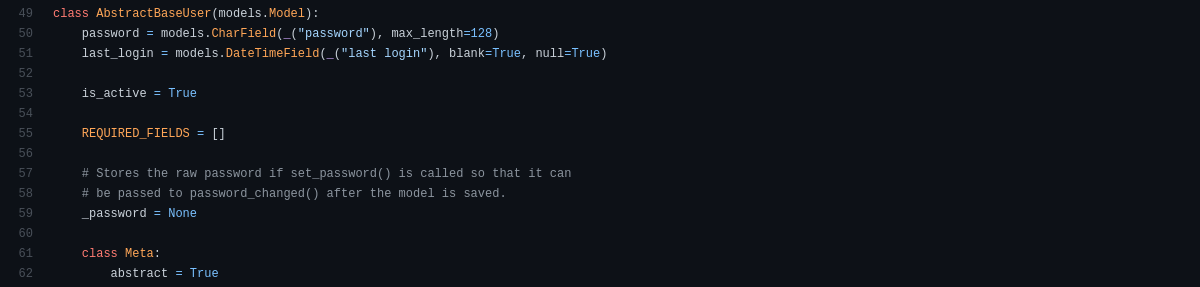 49 class AbstractBaseUser(models.Model):
50     password = models.CharField(_("password"), max_length=128)
51     last_login = models.DateTimeField(_("last login"), blank=True, null=True)
52
53     is_active = True
54
55     REQUIRED_FIELDS = []
56
57     # Stores the raw password if set_password() is called so that it can
58     # be passed to password_changed() after the model is saved.
59     _password = None
60
61     class Meta:
62         abstract = True